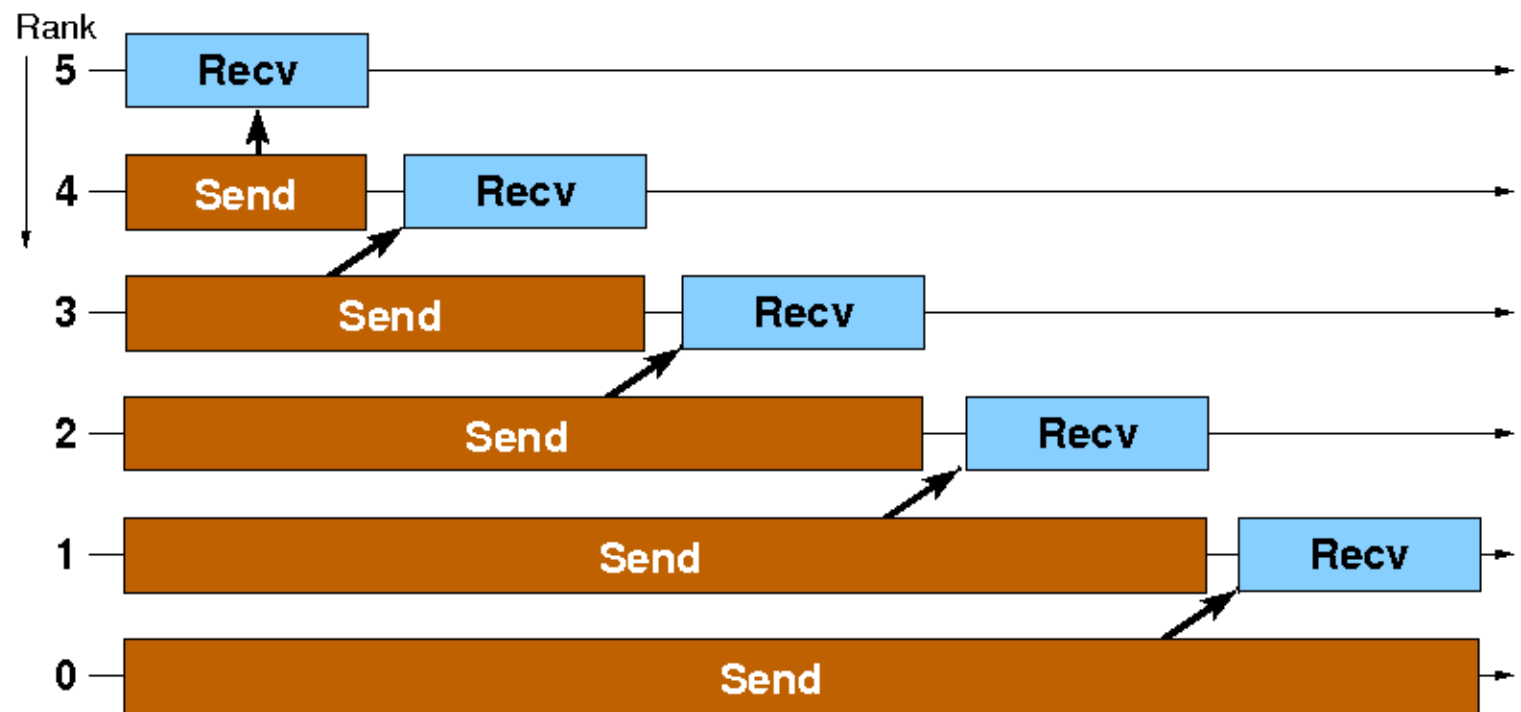 Rank
5 Recv
4 Send Recv
3 Send Recv
2 Send Recv
1 Send Recv
0 Send